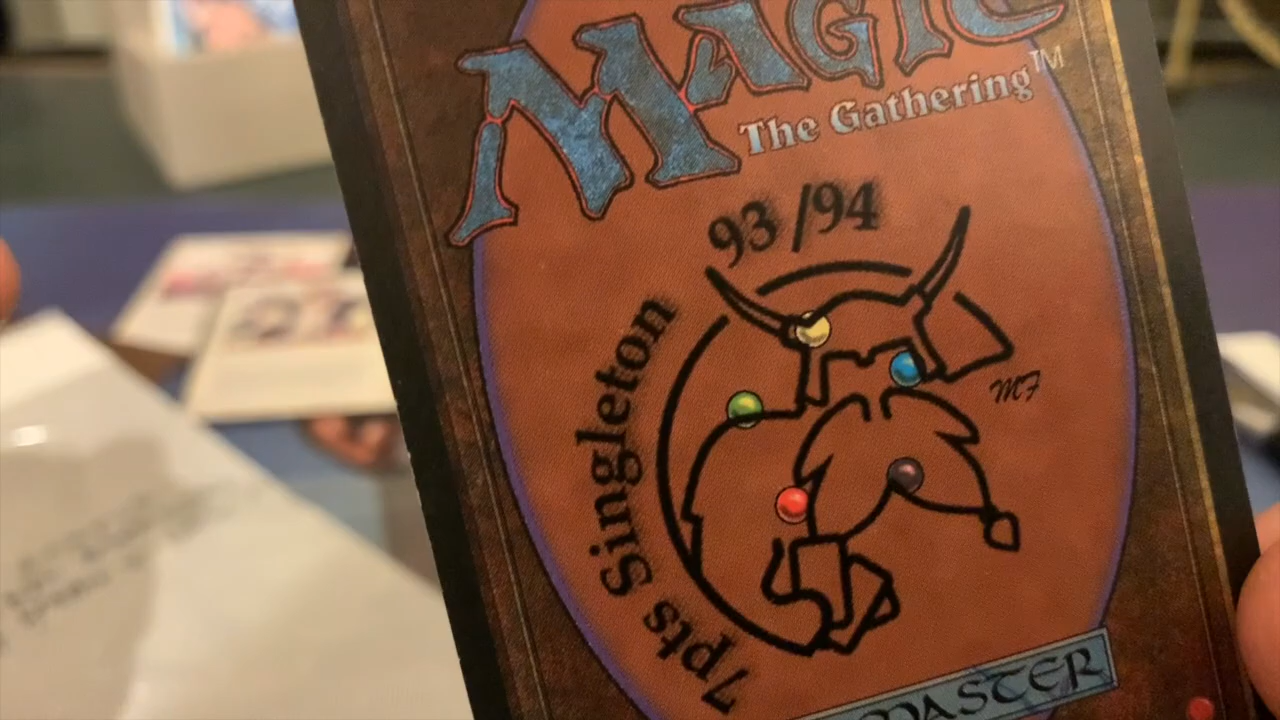 MAGIC
The Gathering™
93/94
7pts Singleton
MF
MASTER